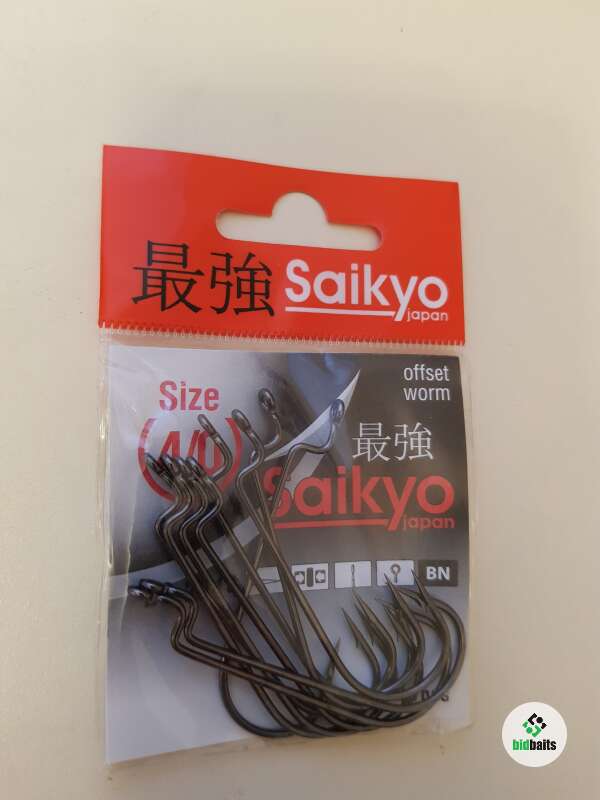 最強 Saikyo
japan
offset
worm
Size
(4/0)
最強
Saikyo
japan
BN
bidbaits